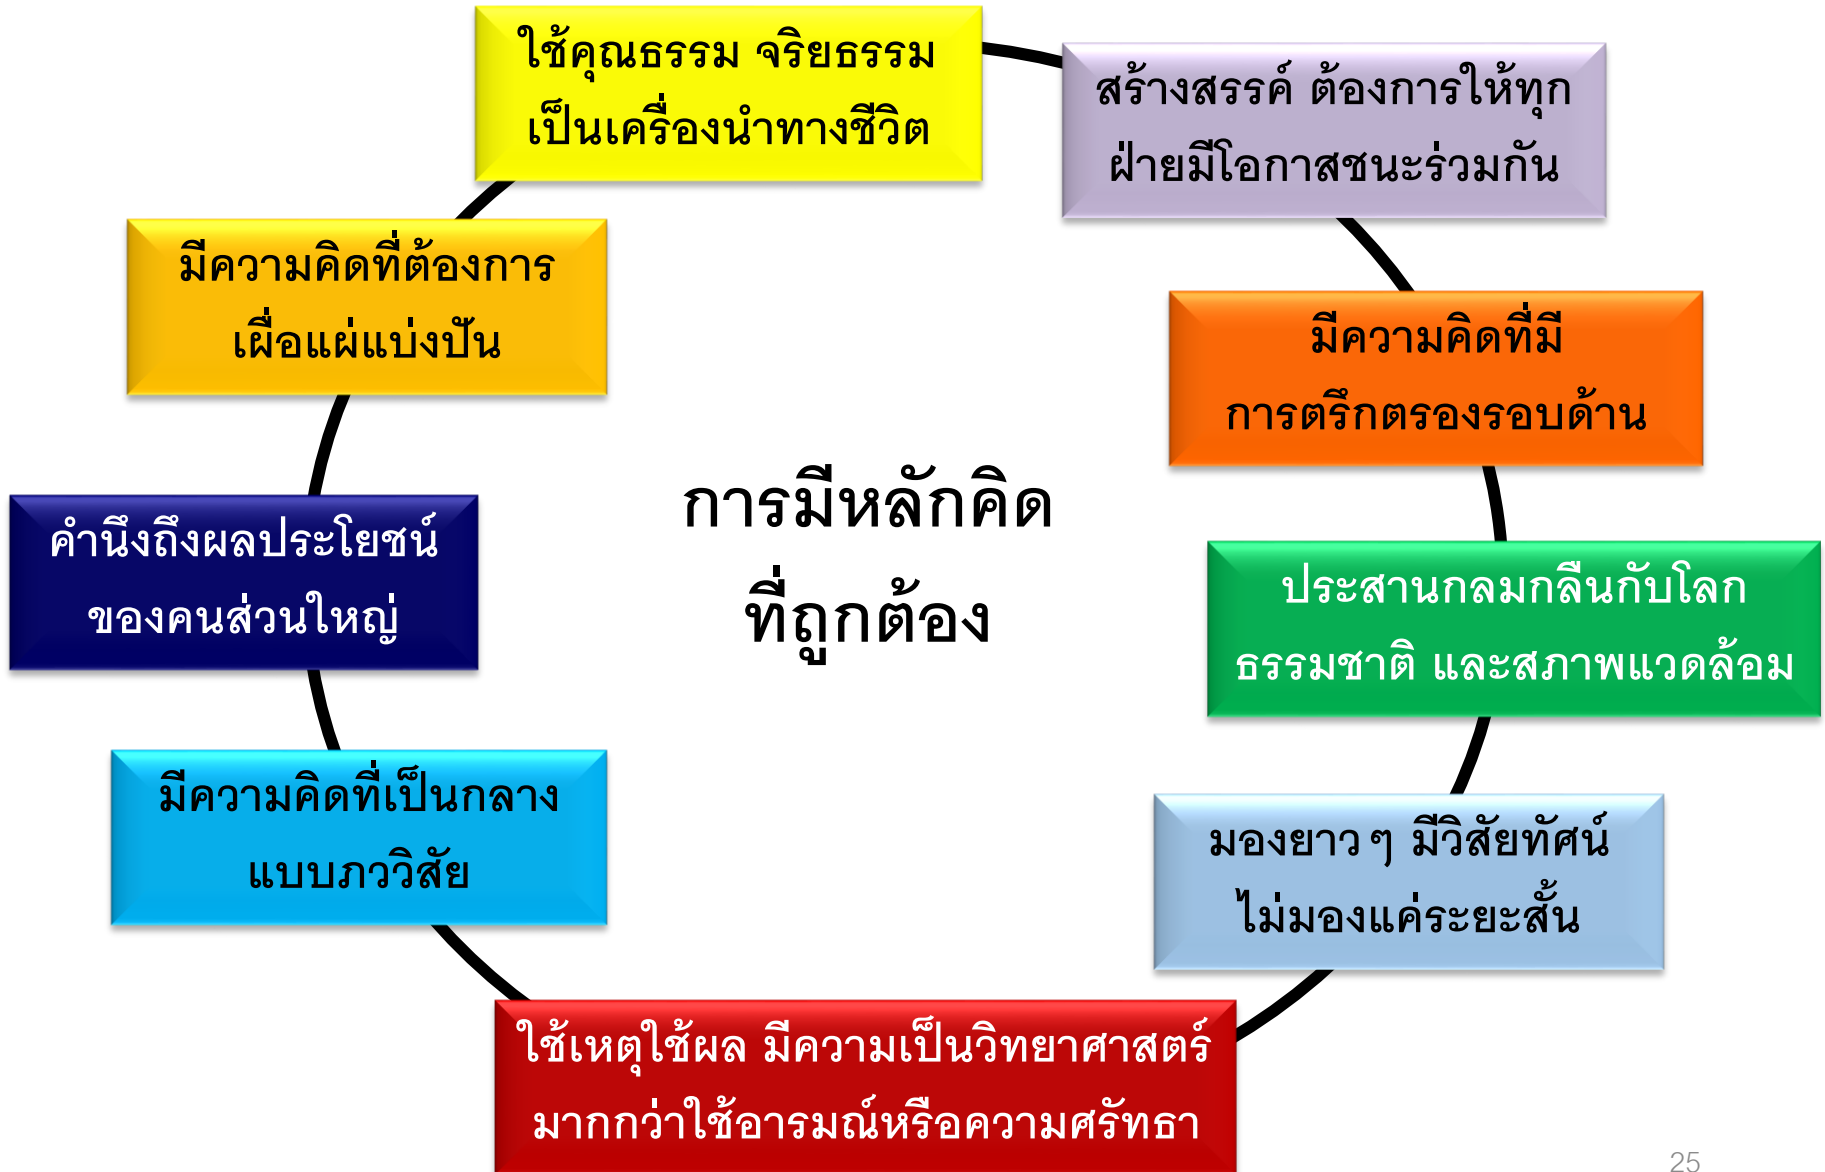 ใช้คุณธรรม จริยธรรม
เป็นเครื่องนำทางชีวิต
สร้างสรรค์ ต้องการให้ทุก
ฝ่ายมีโอกาสชนะร่วมกัน
มีความคิดที่ต้องการ
เผื่อแผ่แบ่งปัน
มีความคิดที่มี
การตรึกตรองรอบด้าน
การมีหลักคิด
ที่ถูกต้อง
คำนึงถึงผลประโยชน์
ของคนส่วนใหญ่
ประสานกลมกลืนกับโลก
ธรรมชาติ และสภาพแวดล้อม
มีความคิดที่เป็นกลาง
แบบภววิสัย
มองยาว ๆ มีวิสัยทัศน์
ไม่มองแค่ระยะสั้น
ใช้เหตุใช้ผล มีความเป็นวิทยาศาสตร์
มากกว่าใช้อารมณ์หรือความศรัทธา
25